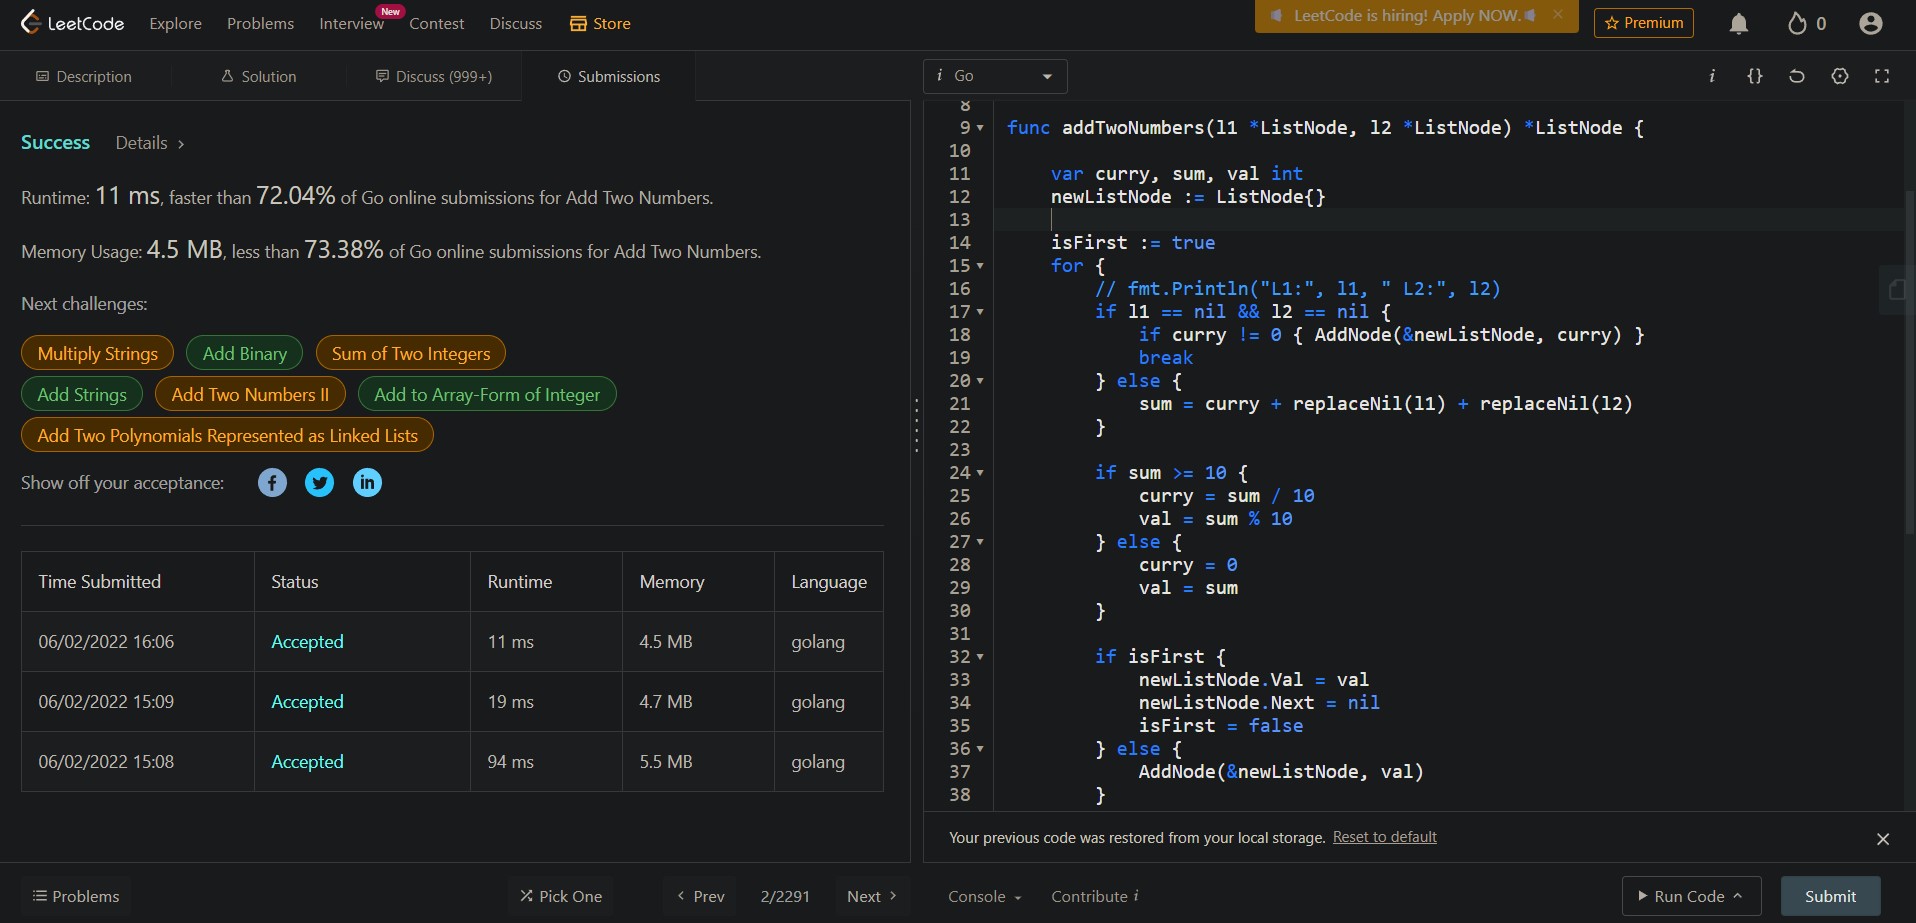 LeetCode Explore Problems Interview New Contest Discuss Store LeetCode is hiring! Apply NOW. Premium 0
Description Solution Discuss (999+) Submissions
Success Details
Runtime: 11 ms, faster than 72.04% of Go online submissions for Add Two Numbers.
Memory Usage: 4.5 MB, less than 73.38% of Go online submissions for Add Two Numbers.
Next challenges:
Multiply Strings Add Binary Sum of Two Integers
Add Strings Add Two Numbers II Add to Array-Form of Integer
Add Two Polynomials Represented as Linked Lists
Show off your acceptance:
Time Submitted Status Runtime Memory Language
06/02/2022 16:06 Accepted 11 ms 4.5 MB golang
06/02/2022 15:09 Accepted 19 ms 4.7 MB golang
06/02/2022 15:08 Accepted 94 ms 5.5 MB golang
Problems Pick One Prev 2/2291 Next
i Go i {}
8
9 func addTwoNumbers(l1 *ListNode, l2 *ListNode) *ListNode {
10
11 var curry, sum, val int
12 newListNode := ListNode{}
13
14 isFirst := true
15 for {
16 // fmt.Println("L1:", l1, " L2:", l2)
17 if l1 == nil && l2 == nil {
18 if curry != 0 { AddNode(&newListNode, curry) }
19 break
20 } else {
21 sum = curry + replaceNil(l1) + replaceNil(l2)
22 }
23
24 if sum >= 10 {
25 curry = sum / 10
26 val = sum % 10
27 } else {
28 curry = 0
29 val = sum
30 }
31
32 if isFirst {
33 newListNode.Val = val
34 newListNode.Next = nil
35 isFirst = false
36 } else {
37 AddNode(&newListNode, val)
38 }
Your previous code was restored from your local storage. Reset to default
Console Contribute i Run Code Submit